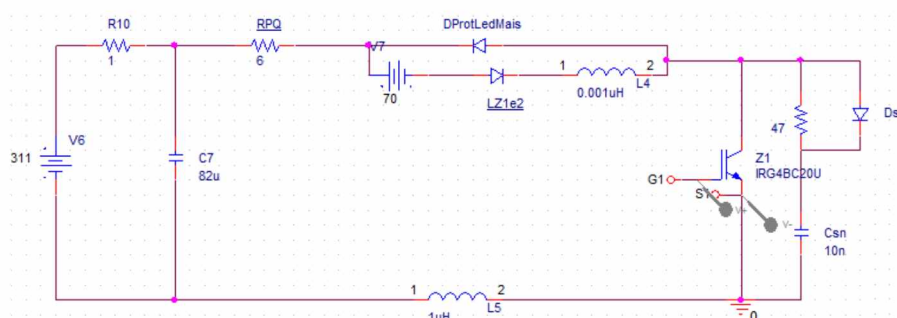 R10
1
RPQ
6
DProtLedMais
V7
70
LZ1e2
1
2
0.001uH
L4
V6
311
C7
82u
47
Ds
Z1
IRG4BC20U
G1
S1
V+
V-
Csn
10n
1
2
L5
1uH
0